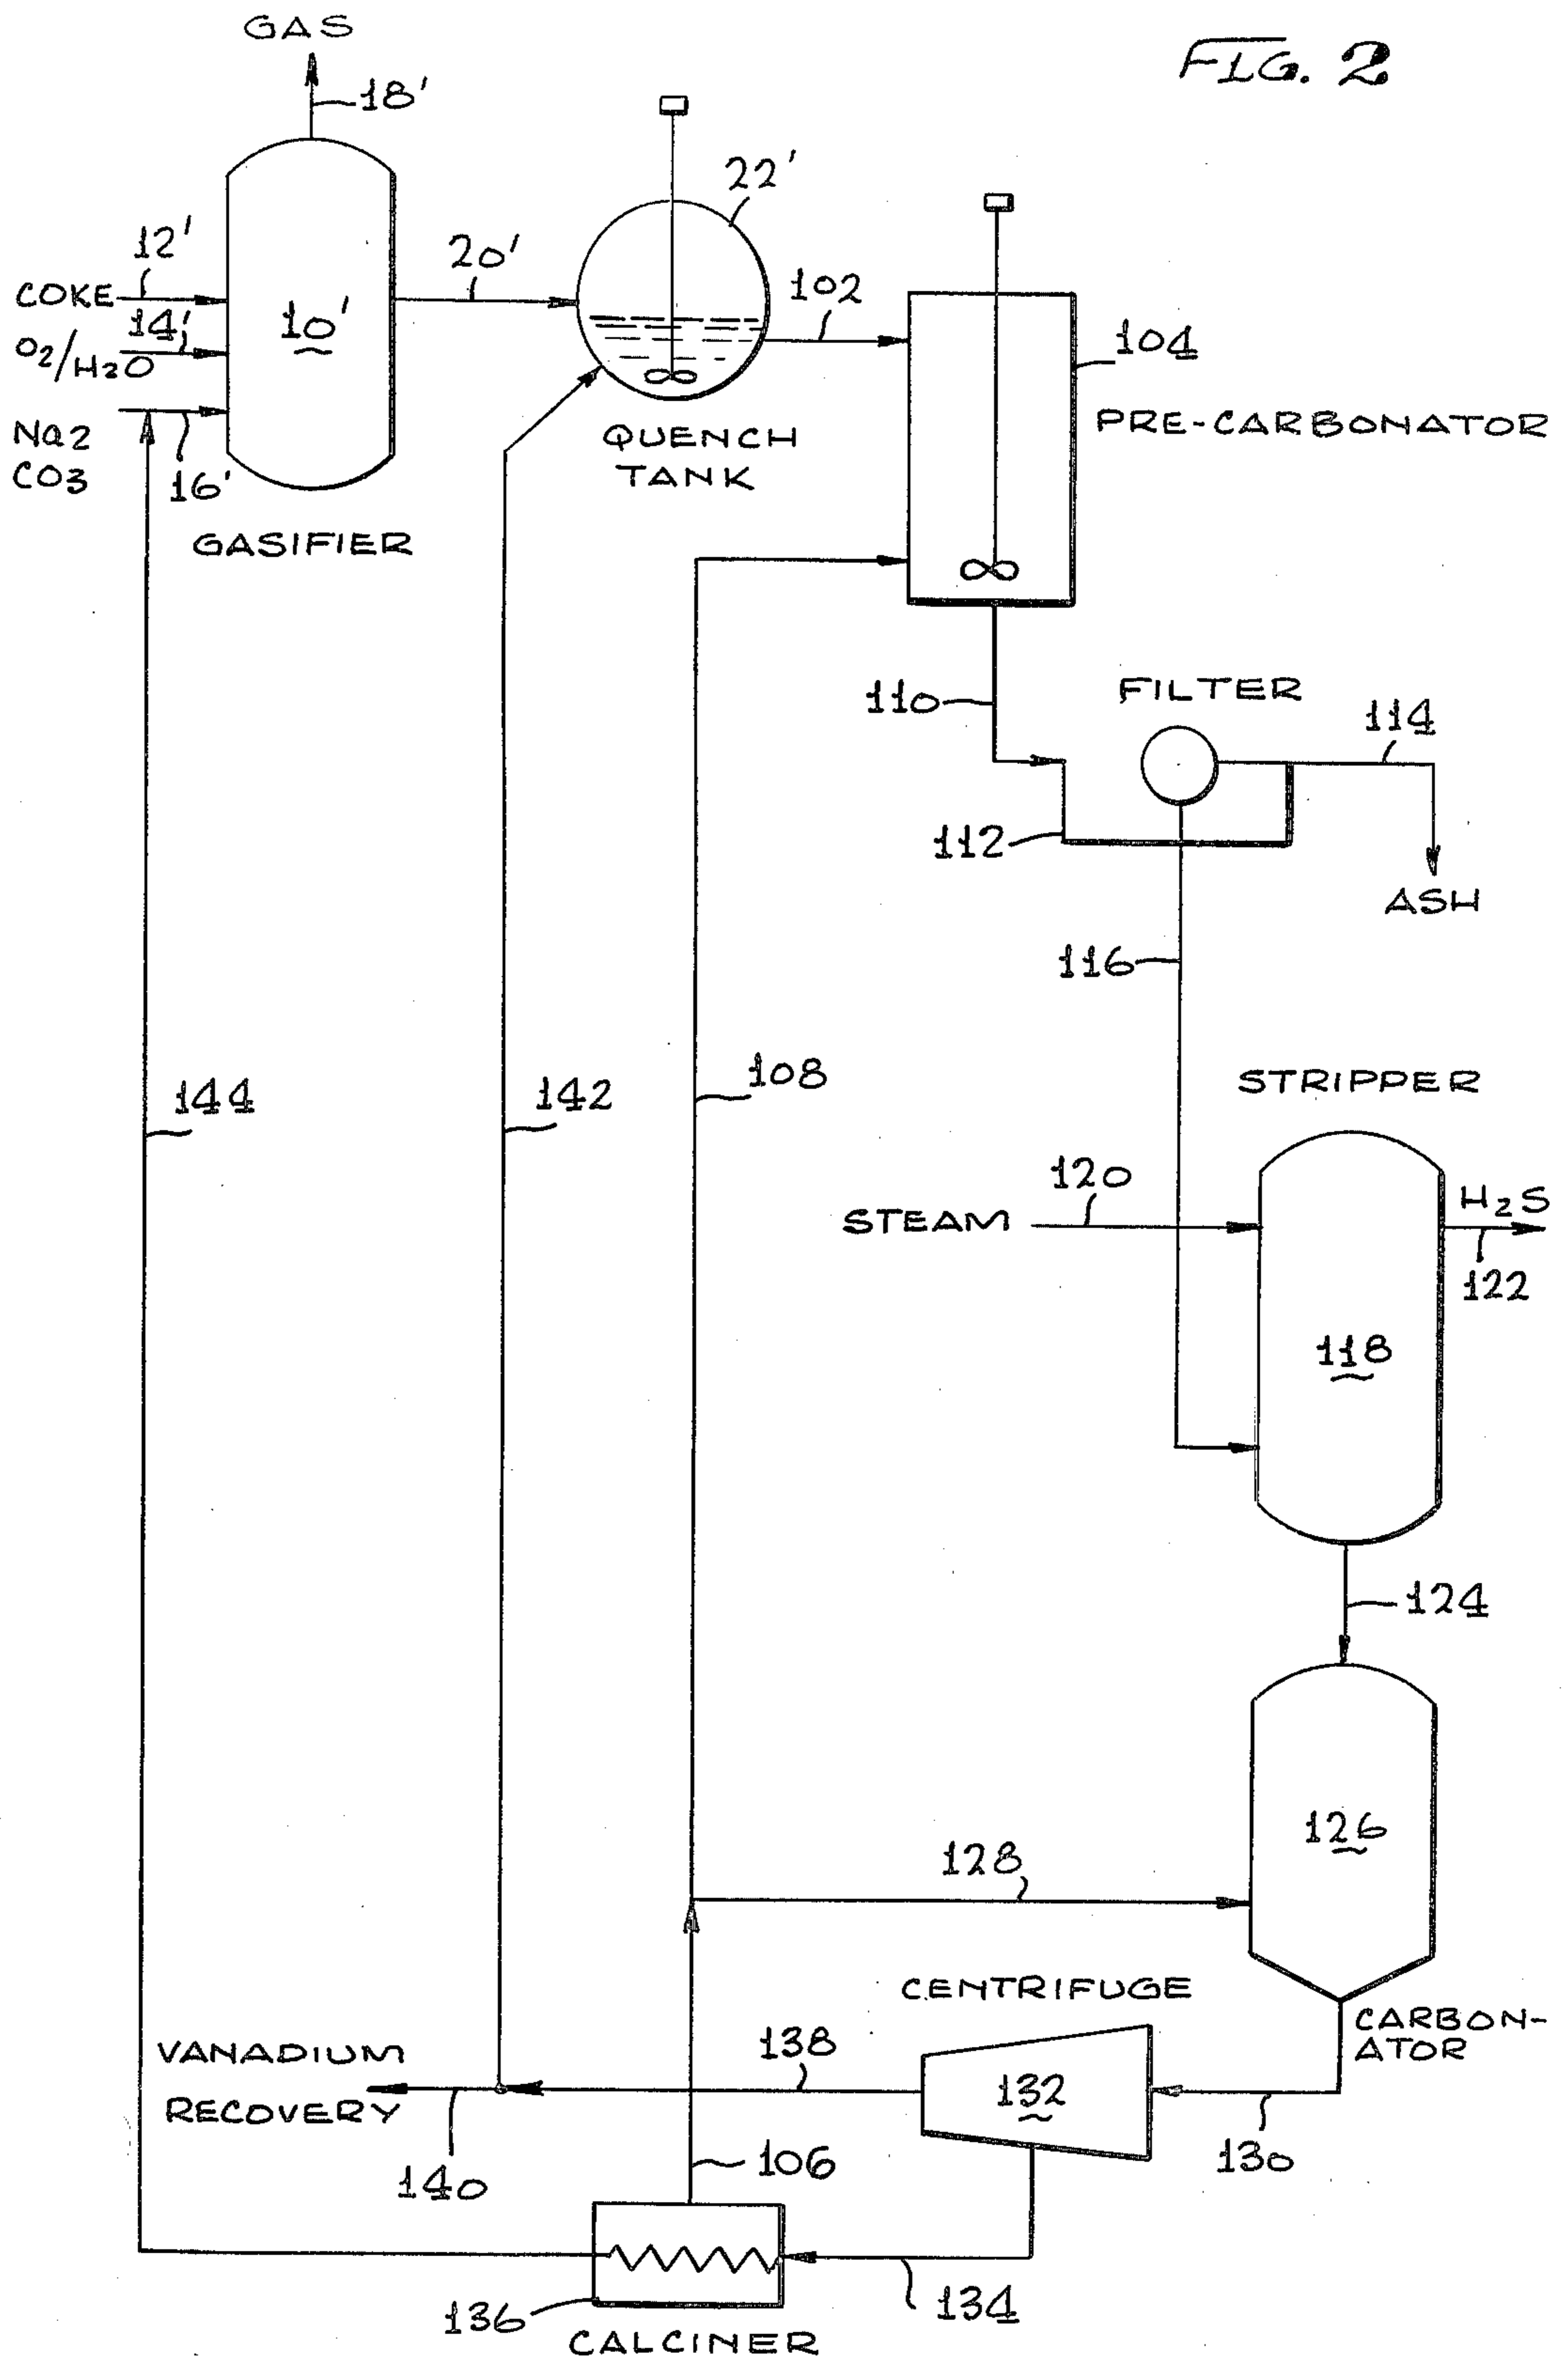 GAS
FIG. 2
18'
22'
12'
20'
COKE
102
14'
10'
O2/H2O
104
PRE-CARBONATOR
Na2
CO3
16'
QUENCH
TANK
GASIFIER
110
FILTER
114
112
ASH
116
108
STRIPPER
144
142
120
STEAM
H2S
122
118
124
126
128
CENTRIFUGE
CARBON-
ATOR
VANADIUM
RECOVERY
138
132
130
140
106
134
136
CALCINER